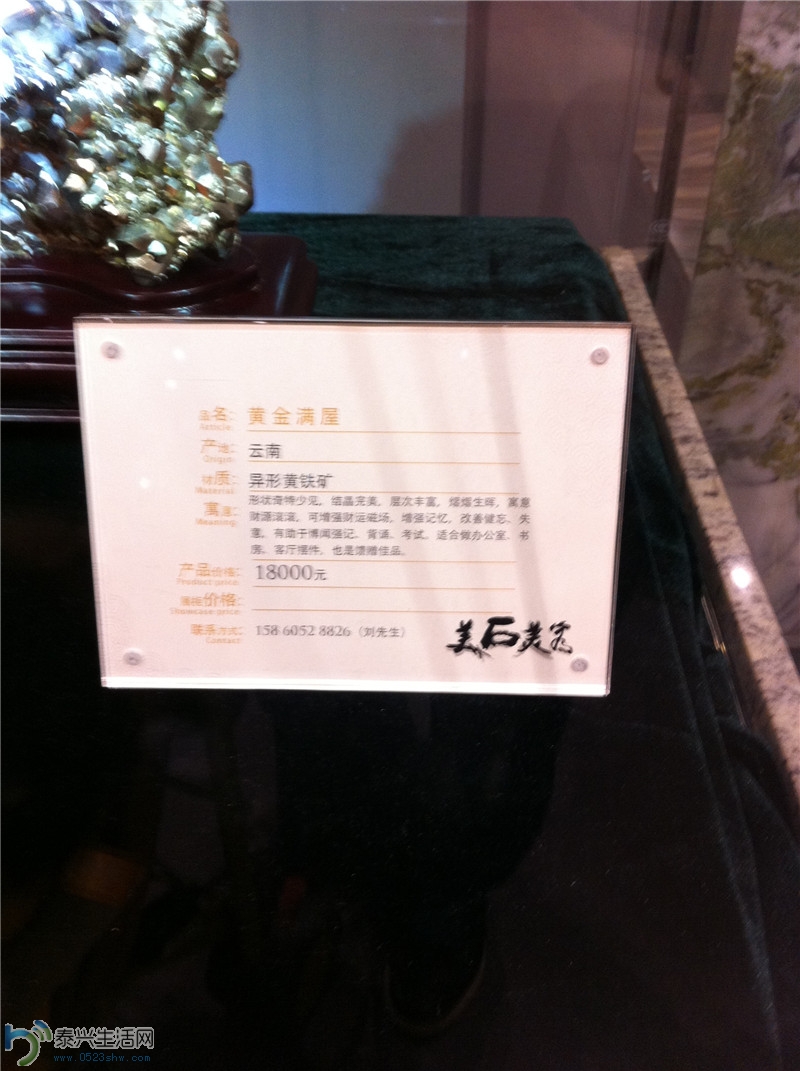 品名: 黄金满屋
Article:
产地: 云南
Origin:
材质: 异形黄铁矿
Material:
寓意: 形状奇特少见，结晶完美，层次丰富，熠熠生辉，寓意
Meaning: 财源滚滚，可增强财运磁场，增强记忆，改善健忘、失
意，有助于博闻强记、背诵、考试，适合做办公室、书
房、客厅摆件，也是馈赠佳品。
产品价格: 18000元
Product price:
展柜价格:
Showcase price:
联系方式: 158 6052 8826（刘先生）
Contact:
美石美客
泰兴生活网
www.0523shw.com